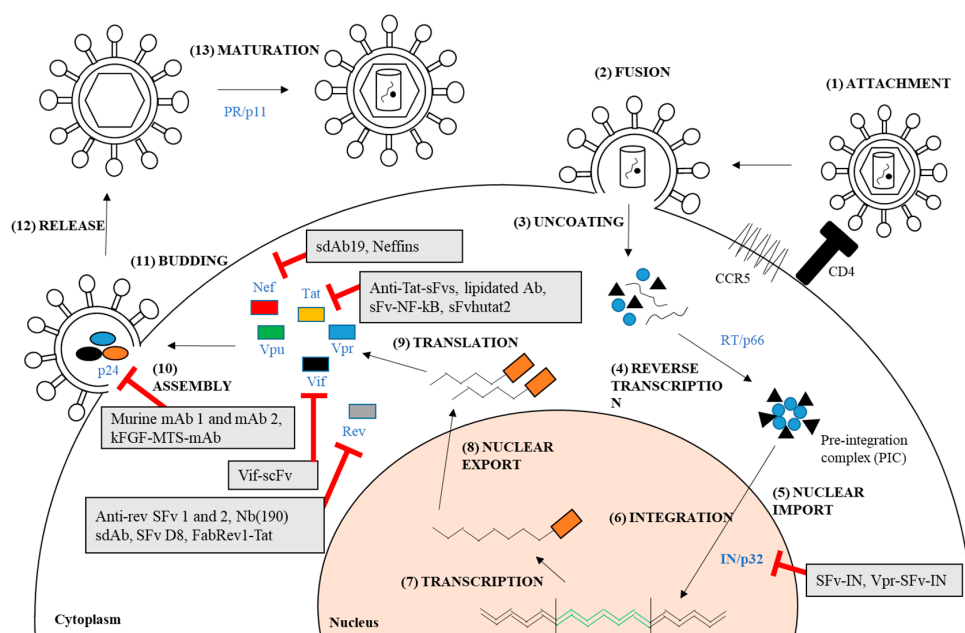 (13) MATURATION
PR/p11
(2) FUSION
(1) ATTACHMENT
(12) RELEASE
(3) UNCOATING
CCR5
CD4
(11) BUDDING
sdAb19, Neffins
Nef
Tat
Anti-Tat-sFvs, lipidated Ab,
sFv-NF-kB, sFvhutat2
Vpu
Vpr
(9) TRANSLATION
RT/p66
p24
(10)
ASSEMBLY
Vif
(4) REVERSE
TRANSCRIPTIO
N
Murine mAb 1 and mAb 2,
kFGF-MTS-mAb
Rev
Pre-integration
complex (PIC)
(8) NUCLEAR
EXPORT
Vif-scFv
(5) NUCLEAR
IMPORT
Anti-rev SFv 1 and 2, Nb(190)
sdAb, SFv D8, FabRev1-Tat
(6) INTEGRATION
IN/p32
SFv-IN, Vpr-SFv-IN
(7) TRANSCRIPTION
Cytoplasm
Nucleus